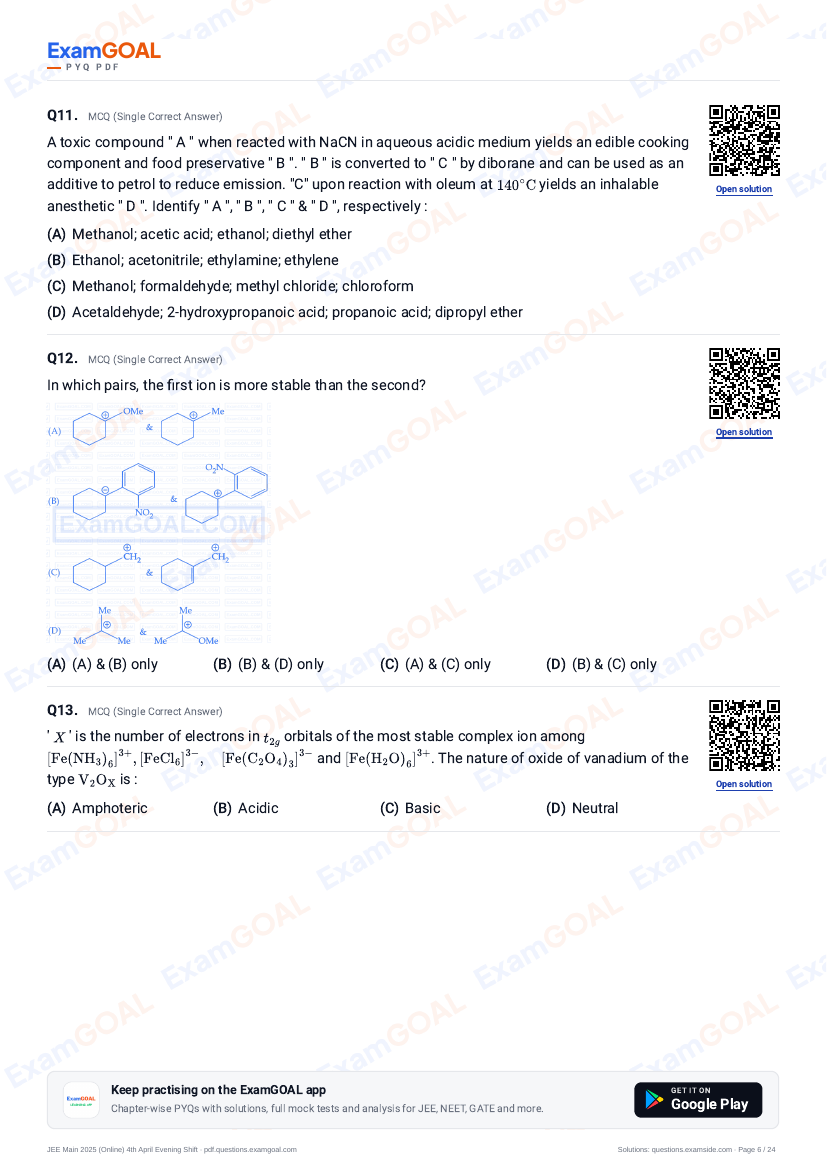 ExamGOAL
PYQ PDF
Q11. MCQ (Single Correct Answer)
A toxic compound " A " when reacted with NaCN in aqueous acidic medium yields an edible cooking
component and food preservative " B ". " B " is converted to " C " by diborane and can be used as an
additive to petrol to reduce emission. "C" upon reaction with oleum at 140°C yields an inhalable
anesthetic " D ". Identify " A ", " B ", " C " & " D ", respectively :
(A) Methanol; acetic acid; ethanol; diethyl ether
(B) Ethanol; acetonitrile; ethylamine; ethylene
(C) Methanol; formaldehyde; methyl chloride; chloroform
(D) Acetaldehyde; 2-hydroxypropanoic acid; propanoic acid; dipropyl ether
Open solution
Q12. MCQ (Single Correct Answer)
In which pairs, the first ion is more stable than the second?
(A) ⊕ OMe & ⊕ Me
(B) ⊖ NO₂ & O₂N ⊕
ExamGOAL.COM
(C) ⊕ CH₂ & ⊕ CH₂
(D) Me ⊕ Me Me & Me ⊕ Me OMe
Open solution
(A) (A) & (B) only (B) (B) & (D) only (C) (A) & (C) only (D) (B) & (C) only
Q13. MCQ (Single Correct Answer)
' X ' is the number of electrons in t₂g orbitals of the most stable complex ion among
[Fe(NH₃)₆]³⁺, [FeCl₆]³⁻, [Fe(C₂O₄)₃]³⁻ and [Fe(H₂O)₆]³⁺. The nature of oxide of vanadium of the
type V₂Oₓ is :
Open solution
(A) Amphoteric (B) Acidic (C) Basic (D) Neutral
ExamGOAL
Keep practising on the ExamGOAL app
Chapter-wise PYQs with solutions, full mock tests and analysis for JEE, NEET, GATE and more.
GET IT ON
Google Play
JEE Main 2025 (Online) 4th April Evening Shift · pdf.questions.examgoal.com
Solutions: questions.examside.com · Page 6 / 24